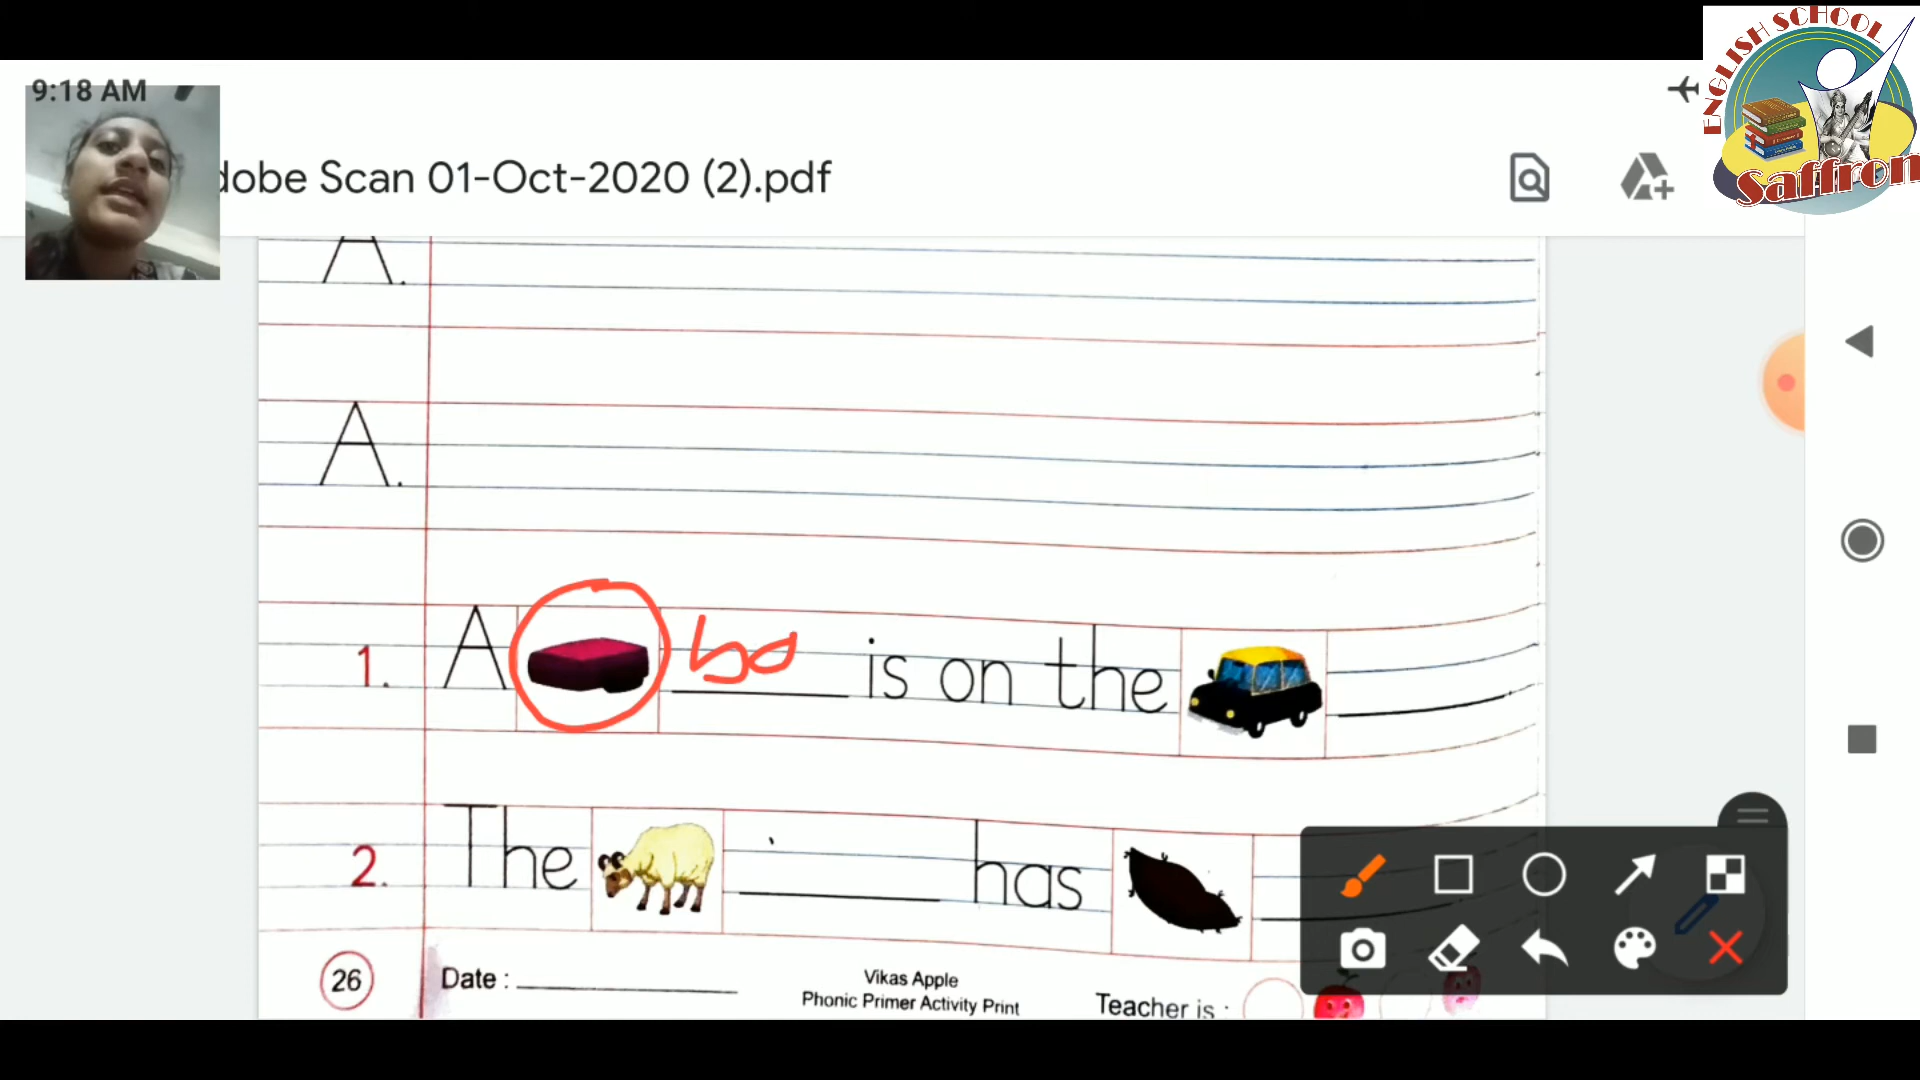 ENGLISH SCHOOL
Saffron
9:18 AM
dobe Scan 01-Oct-2020 (2).pdf
A.
A.
1. A bo is on the
2. The has
26 Date :
Vikas Apple
Phonic Primer Activity Print
Teacher is :